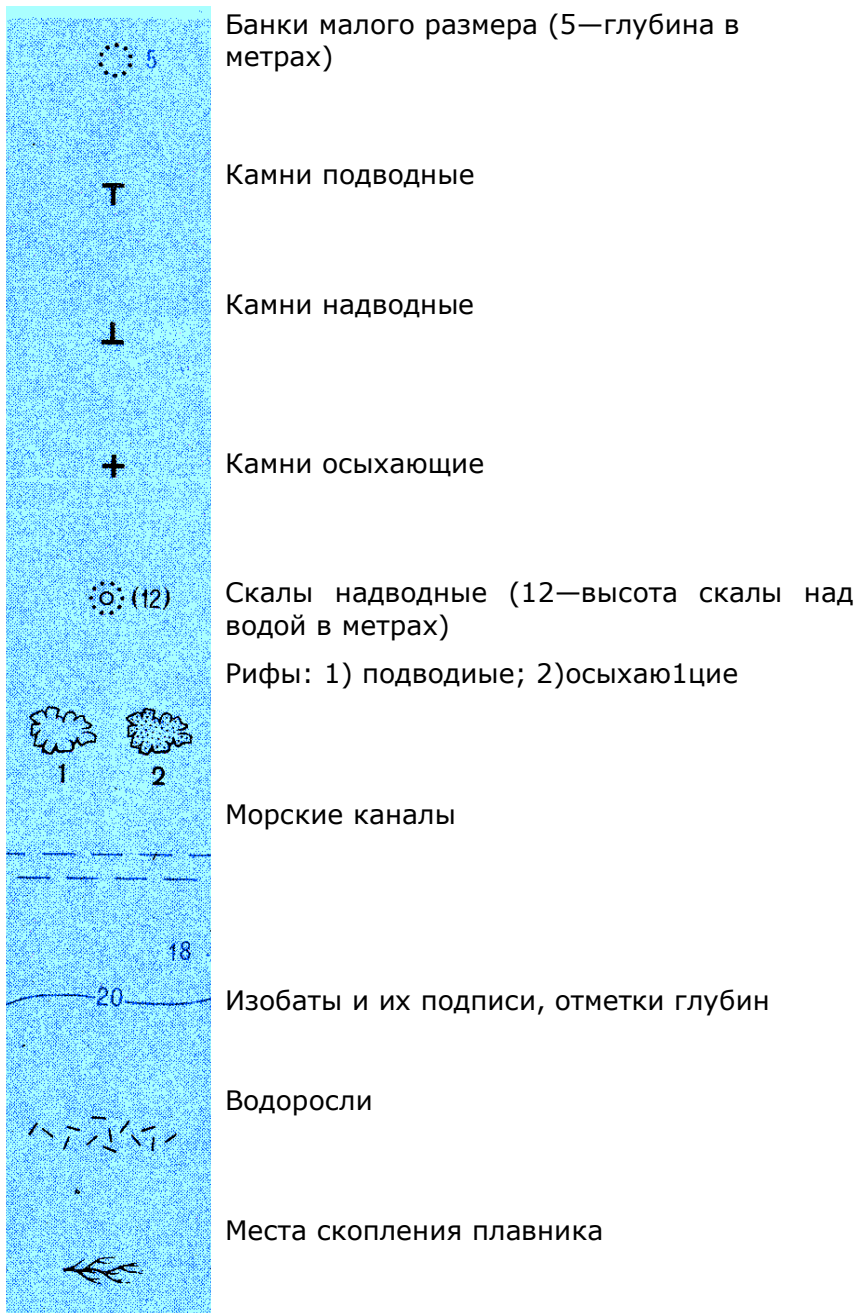 Банки малого размера (5—глубина в
метрах)
5
Камни подводные
Камни надводные
Камни осыхающие
(12)
Скалы надводные (12—высота скалы над
водой в метрах)
Рифы: 1) подводиые; 2)осыхаю1цие
1 2
Морские каналы
18
20
Изобаты и их подписи, отметки глубин
Водоросли
Места скопления плавника